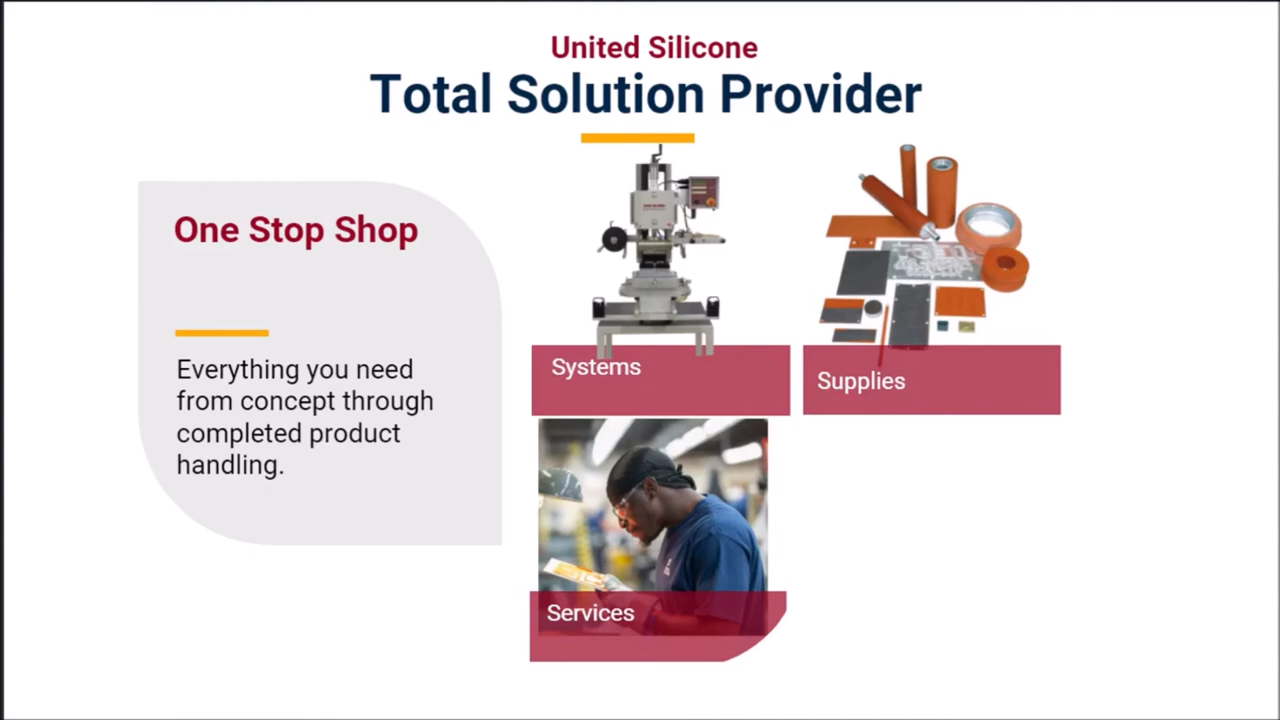 United Silicone
Total Solution Provider
One Stop Shop
Everything you need
from concept through
completed product
handling.
Systems
Supplies
Services